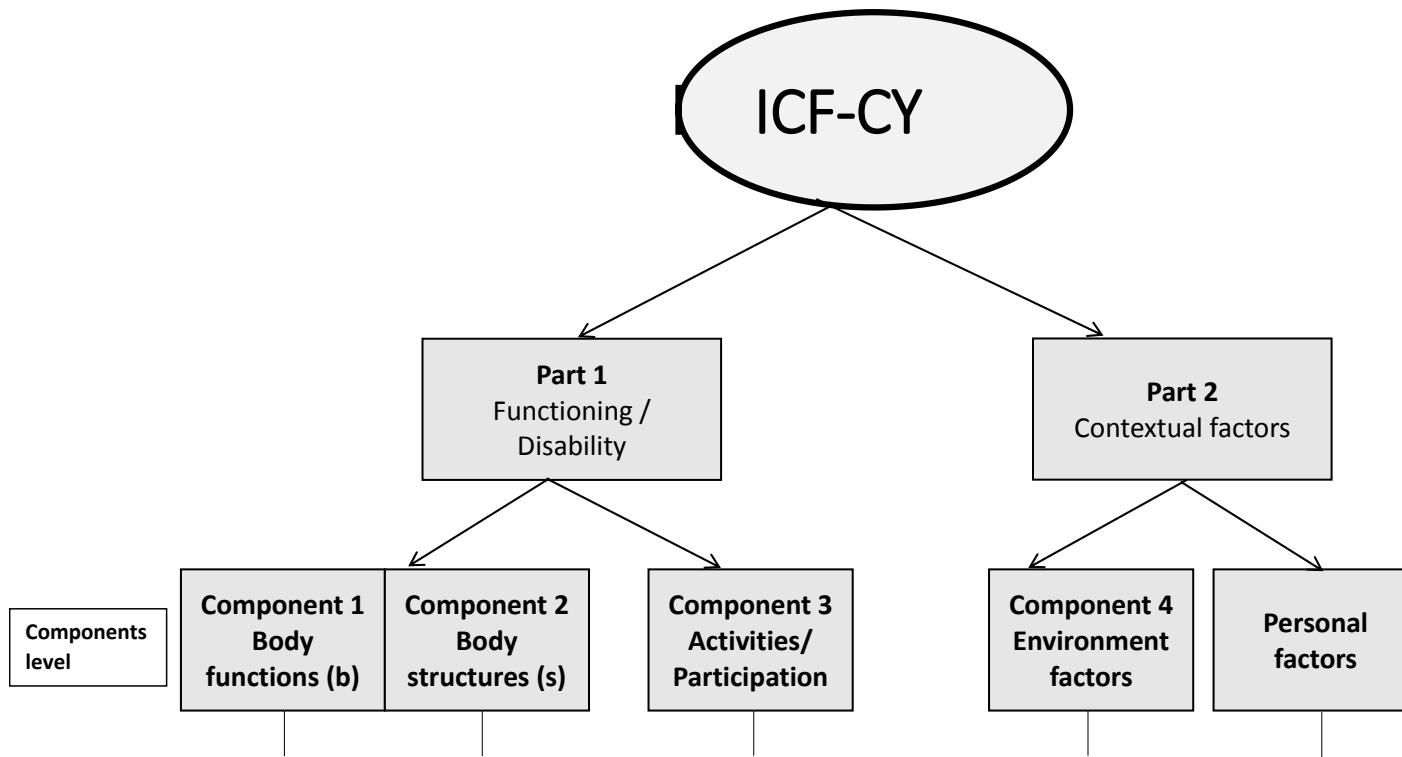 ICF-CY
Part 1
Functioning /
Disability
Part 2
Contextual factors
Components
level
Component 1
Body
functions (b)
Component 2
Body
structures (s)
Component 3
Activities/
Participation
Component 4
Environment
factors
Personal
factors